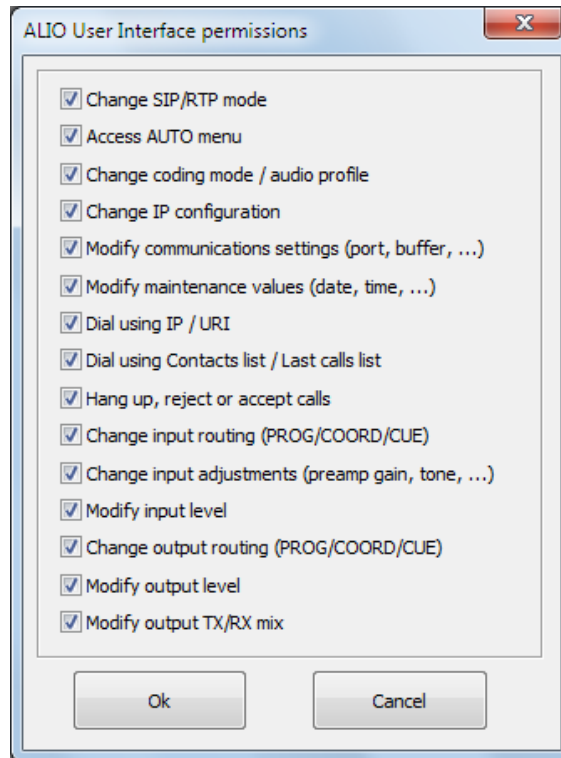 ALIO User Interface permissions
Change SIP/RTP mode
Access AUTO menu
Change coding mode / audio profile
Change IP configuration
Modify communications settings (port, buffer, ...)
Modify maintenance values (date, time, ...)
Dial using IP / URI
Dial using Contacts list / Last calls list
Hang up, reject or accept calls
Change input routing (PROG/COORD/CUE)
Change input adjustments (preamp gain, tone, ...)
Modify input level
Change output routing (PROG/COORD/CUE)
Modify output level
Modify output TX/RX mix
Ok Cancel